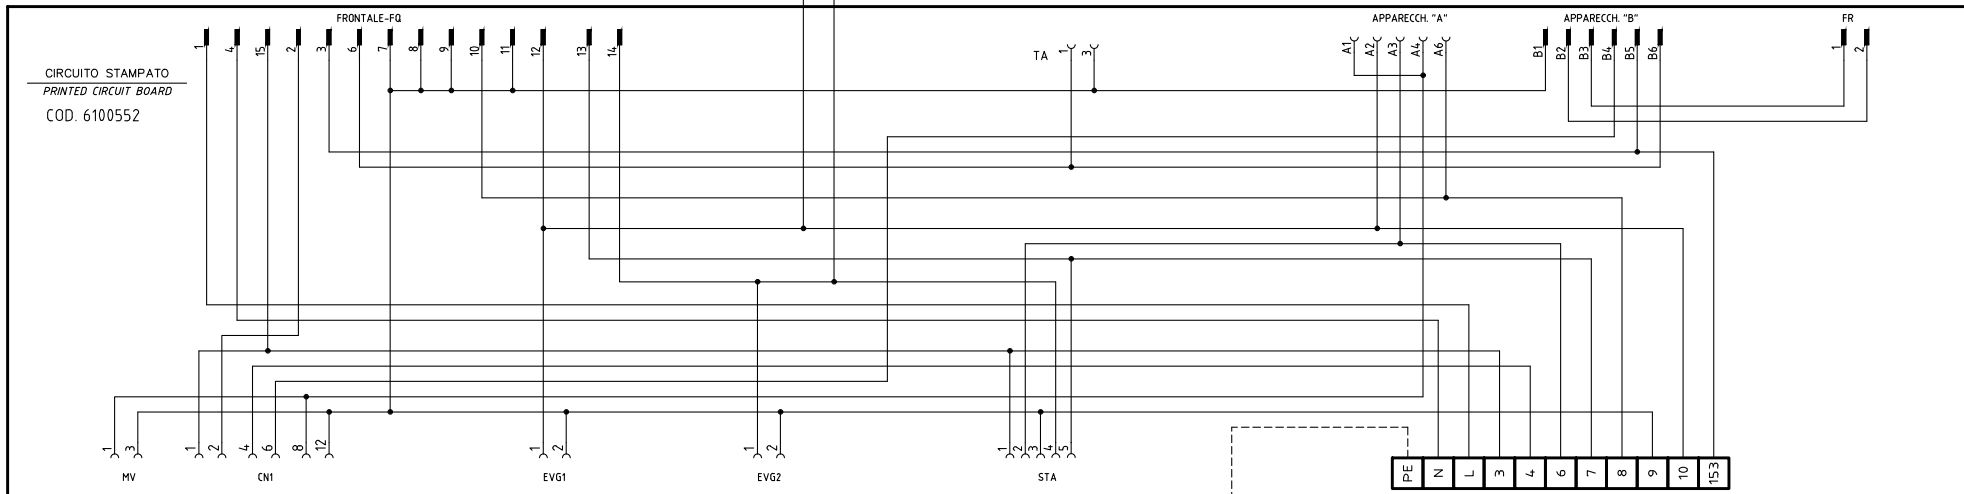 FRONTALE-FQ
APPARECCH. "A"
APPARECCH. "B"
FR
1 4 15 2 3 6 7 8 9 10 11 12 13 14
TA 1 3
A1 A2 A3 A4 A6
B1 B2 B3 B4 B5 B6
1 2
CIRCUITO STAMPATO
PRINTED CIRCUIT BOARD
COD. 6100552
1 3
1 2 4 6 8 12
1 2
1 2
1 2 3 4 5
MV
CN1
EVG1
EVG2
STA
PE N L 3 4 6 7 8 9 10 153